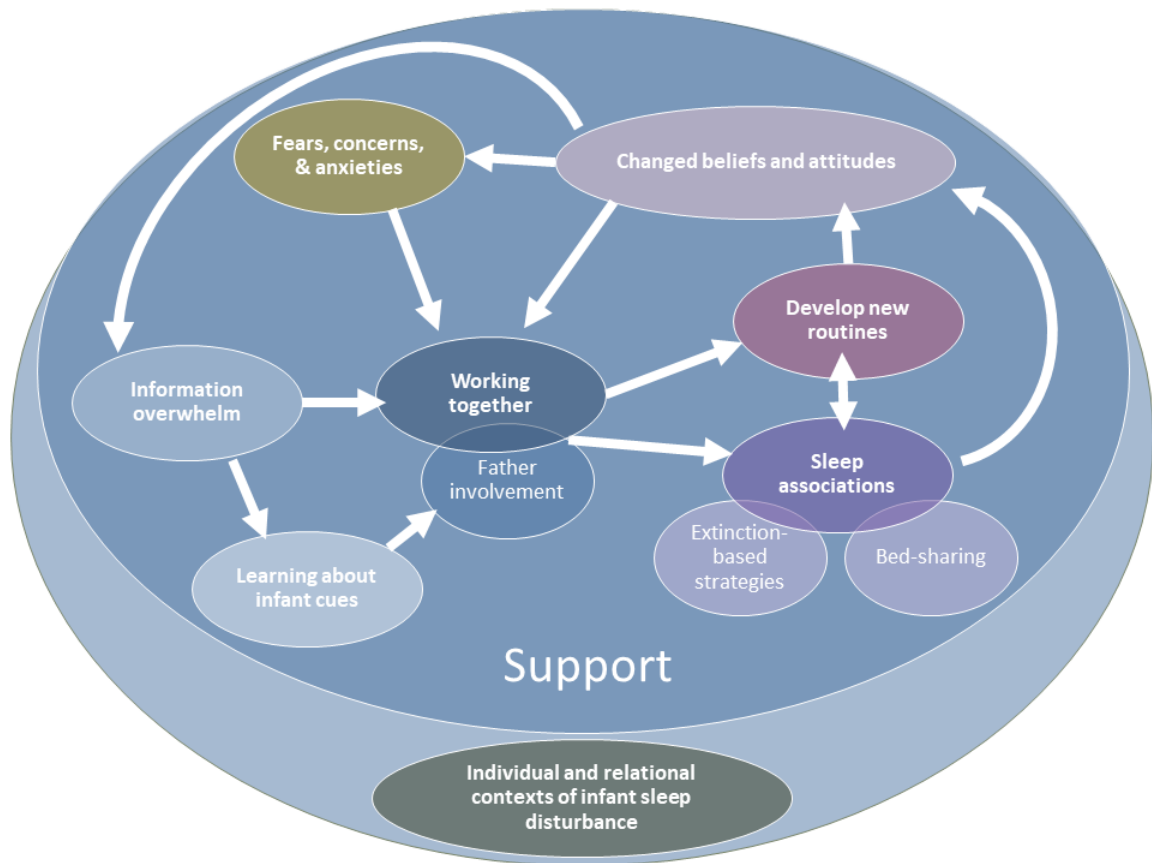 Fears, concerns,
& anxieties
Changed beliefs and attitudes
Develop new
routines
Information
overwhelm
Working
together
Father
involvement
Sleep
associations
Extinction-
based
strategies
Bed-sharing
Learning about
infant cues
Support
Individual and relational
contexts of infant sleep
disturbance